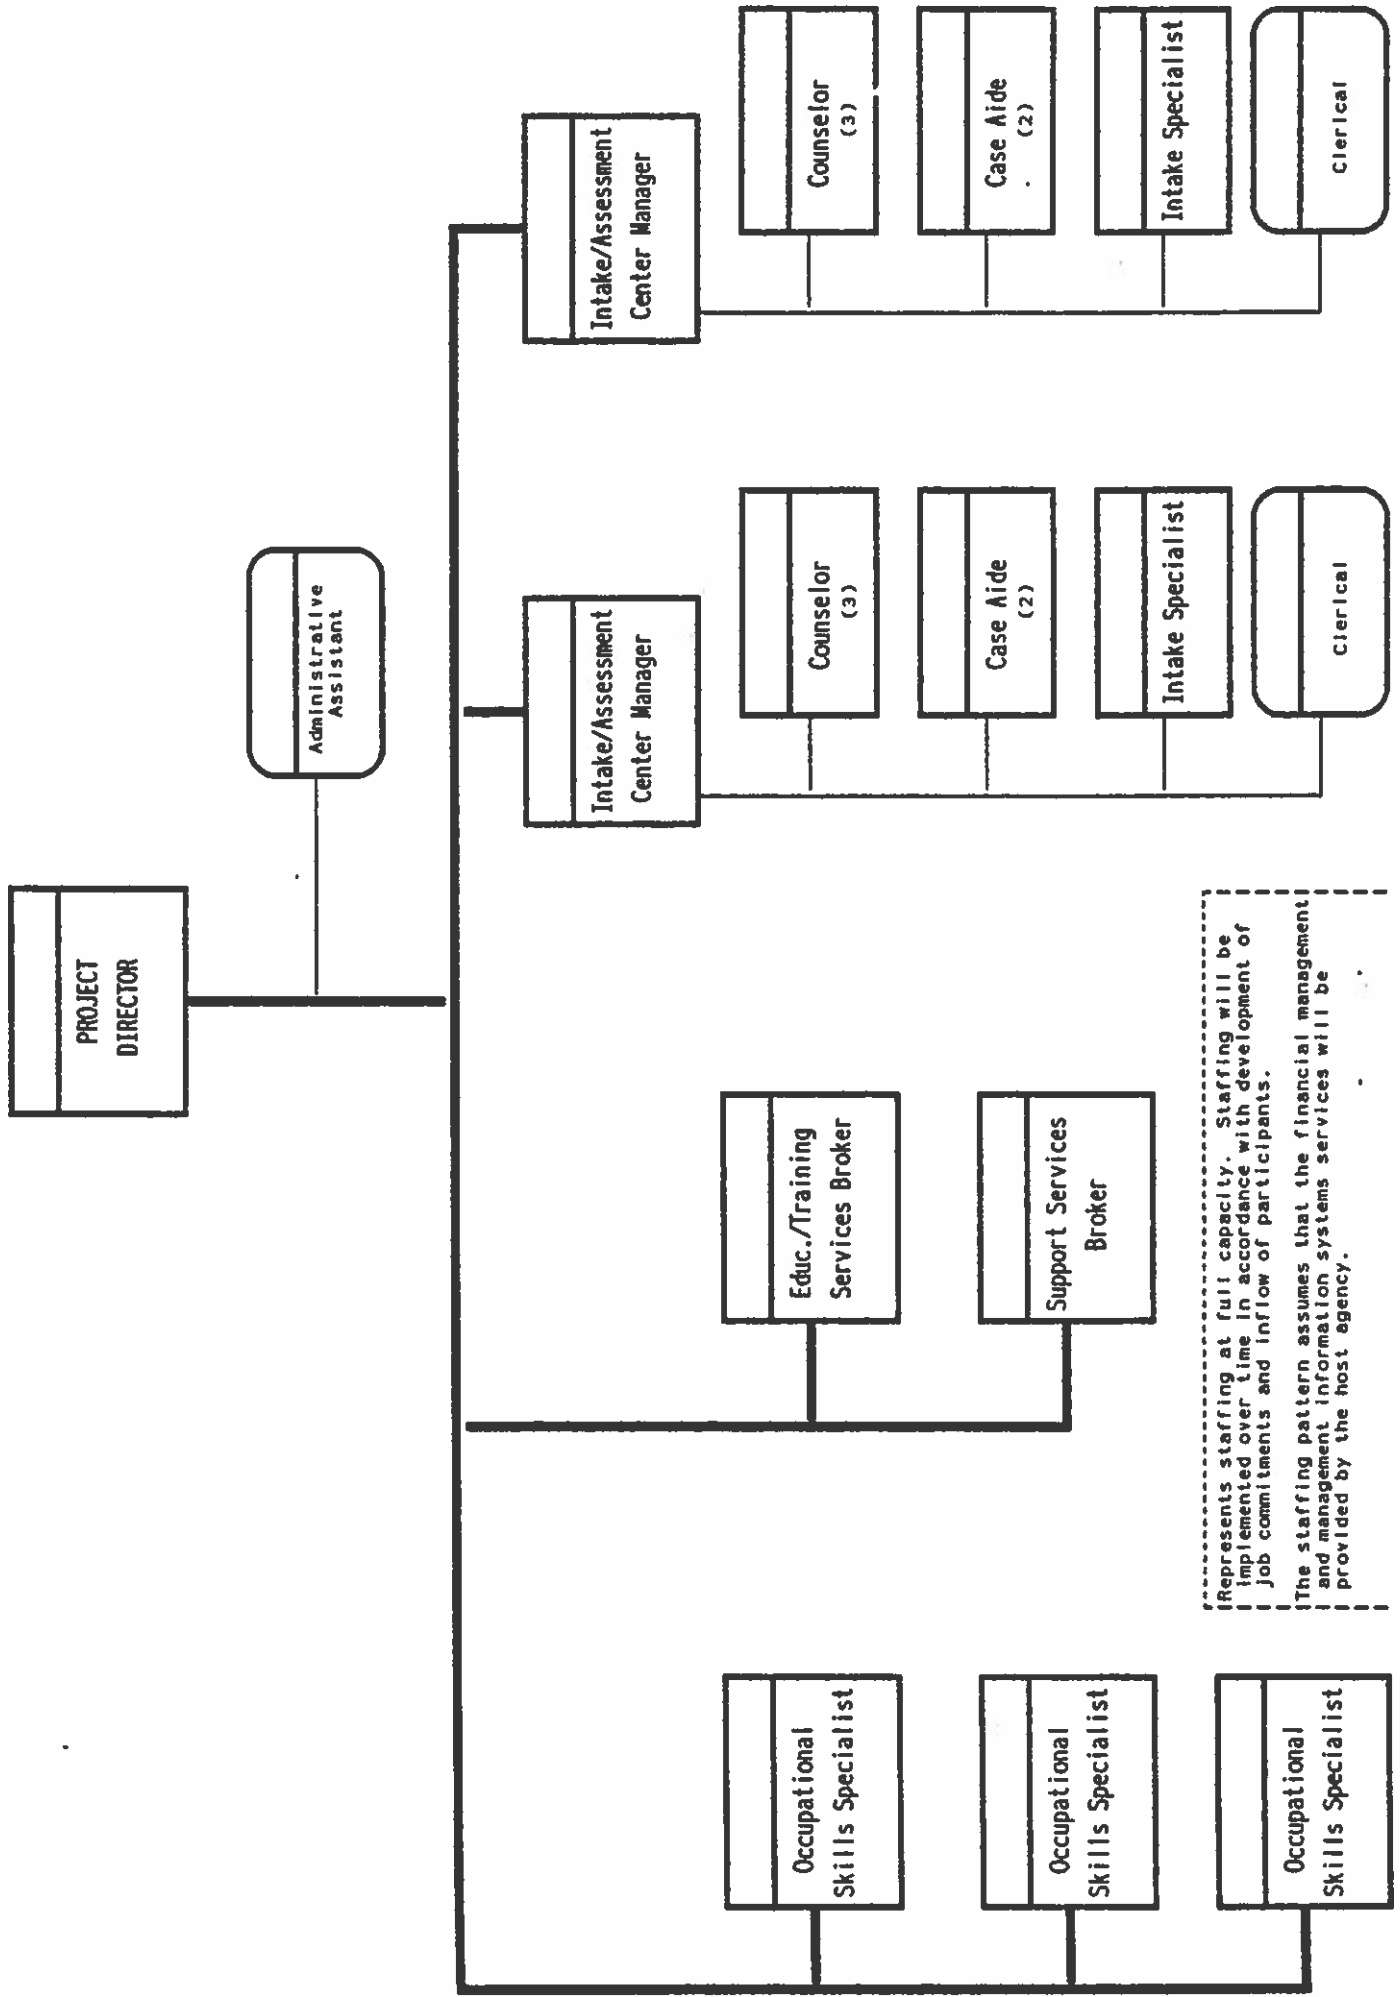 PROJECT
DIRECTOR
Administrative
Assistant
Occupational
Skills Specialist
Occupational
Skills Specialist
Occupational
Skills Specialist
Educ./Training
Services Broker
Support Services
Broker
Intake/Assessment
Center Manager
Counselor
(3)
Case Aide
(2)
Intake Specialist
Clerical
Intake/Assessment
Center Manager
Counselor
(3)
Case Aide
(2)
Intake Specialist
Clerical
Represents staffing at full capacity. Staffing will be
implemented over time in accordance with development of
job commitments and inflow of participants.
The staffing pattern assumes that the financial management
and management information systems services will be
provided by the host agency.